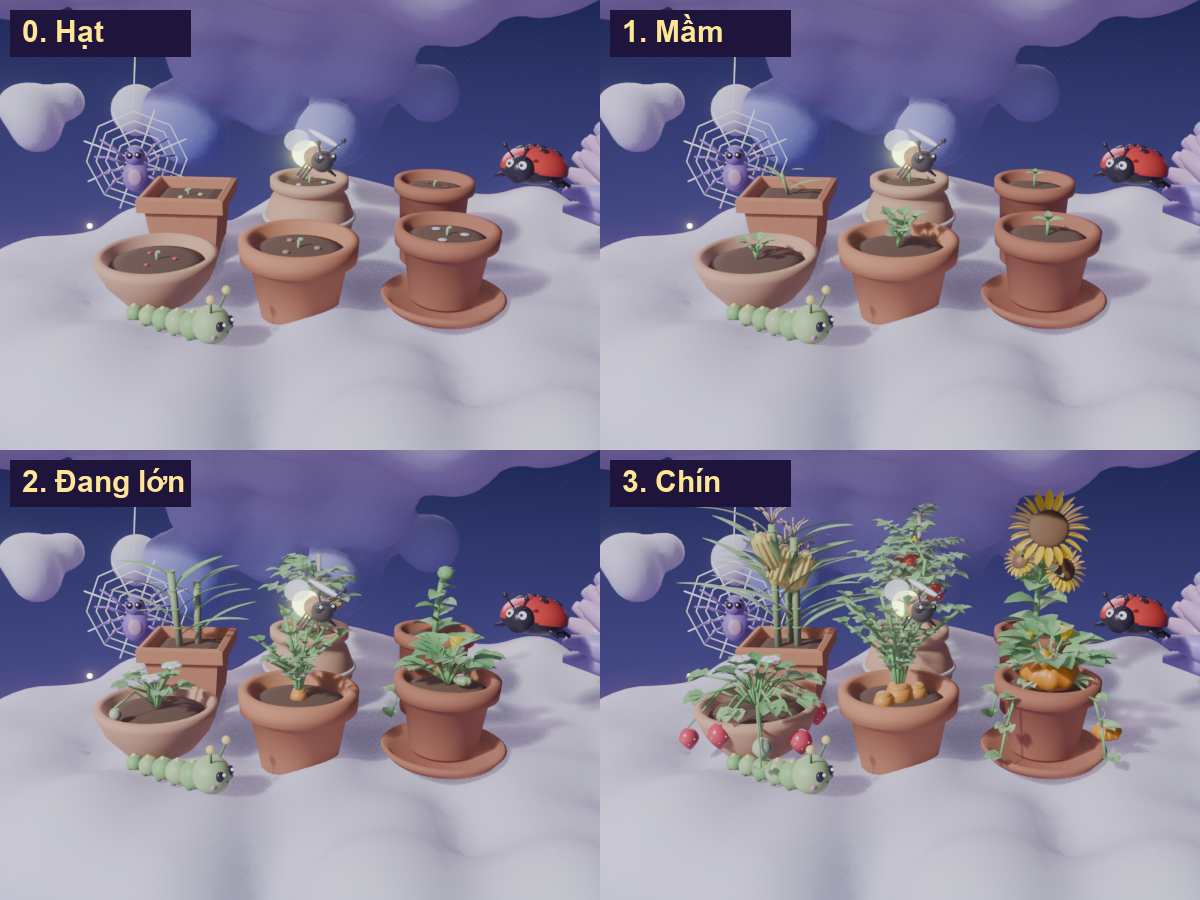 0. Hạt
1. Mầm
2. Đang lớn
3. Chín